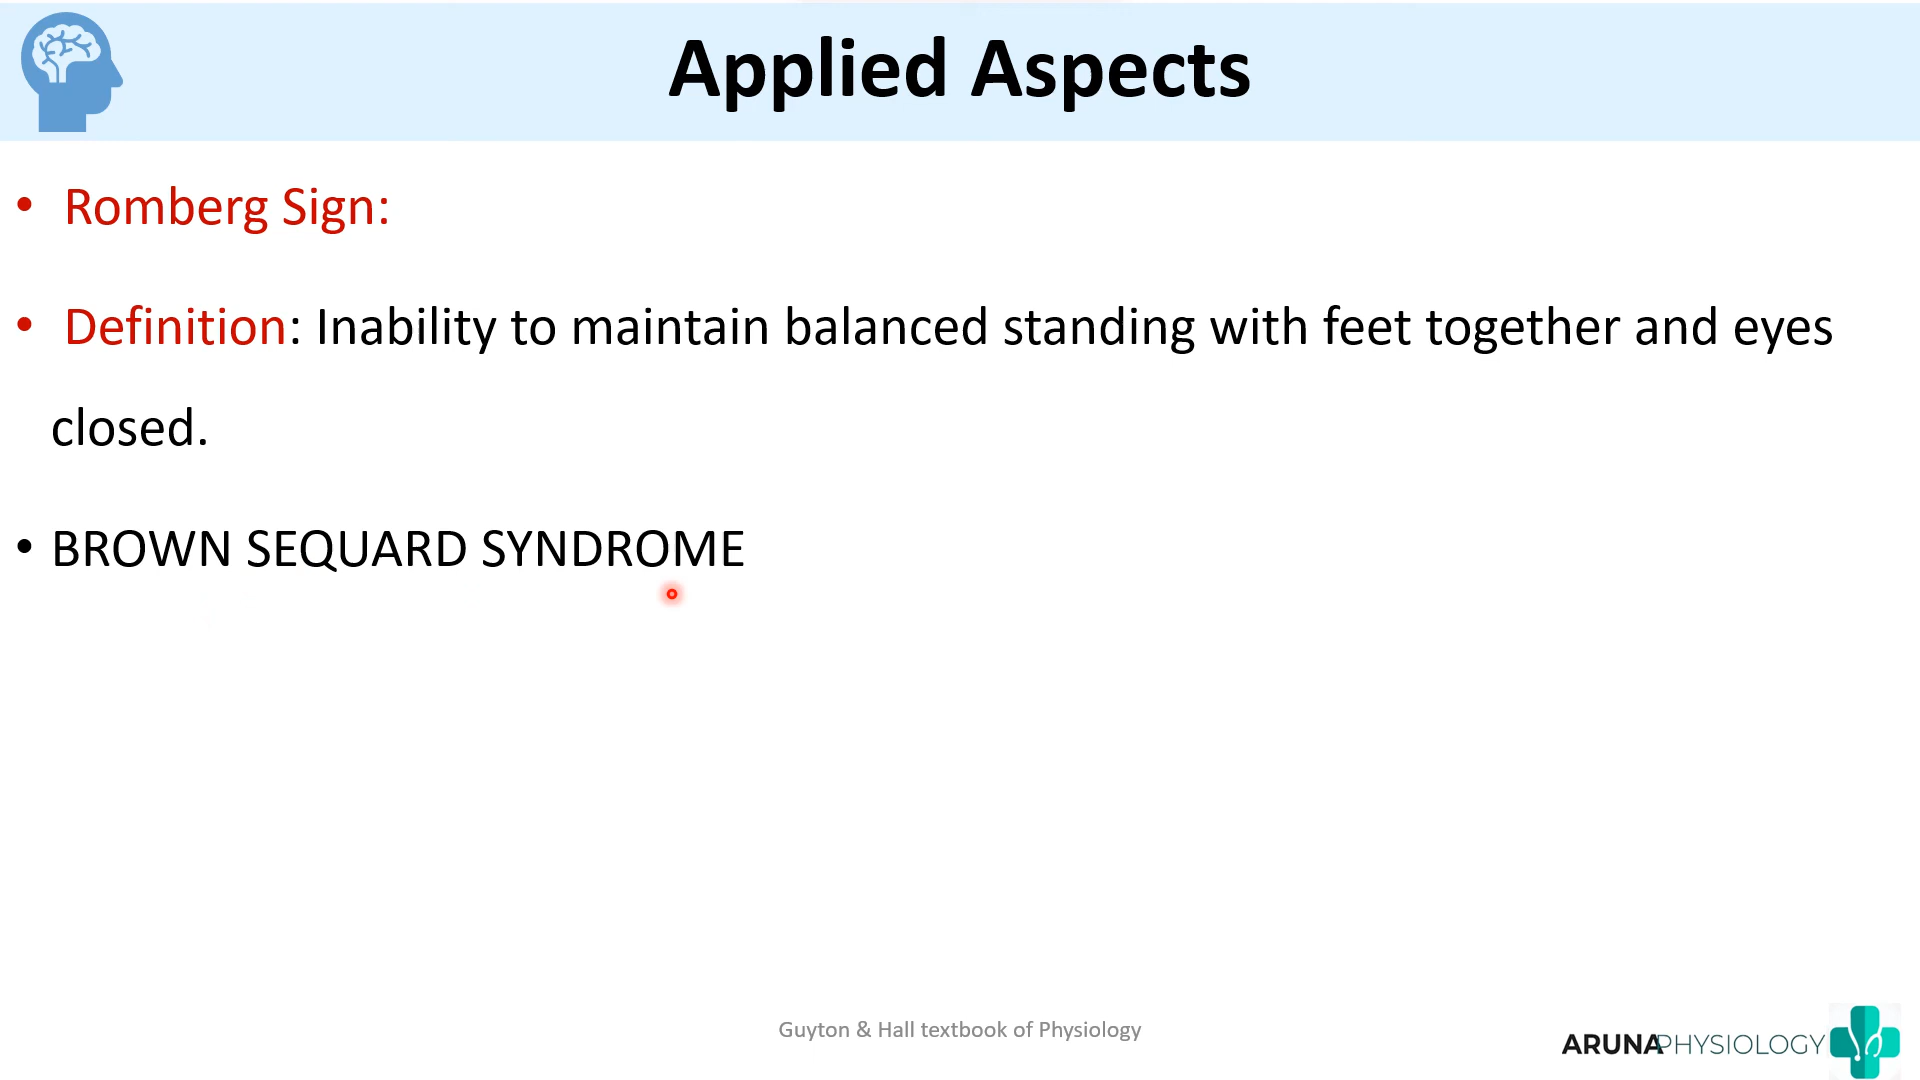 Applied Aspects
• Romberg Sign:
• Definition: Inability to maintain balanced standing with feet together and eyes
closed.
• BROWN SEQUARD SYNDROME
Guyton & Hall textbook of Physiology
ARUNAPHYSIOLOGY